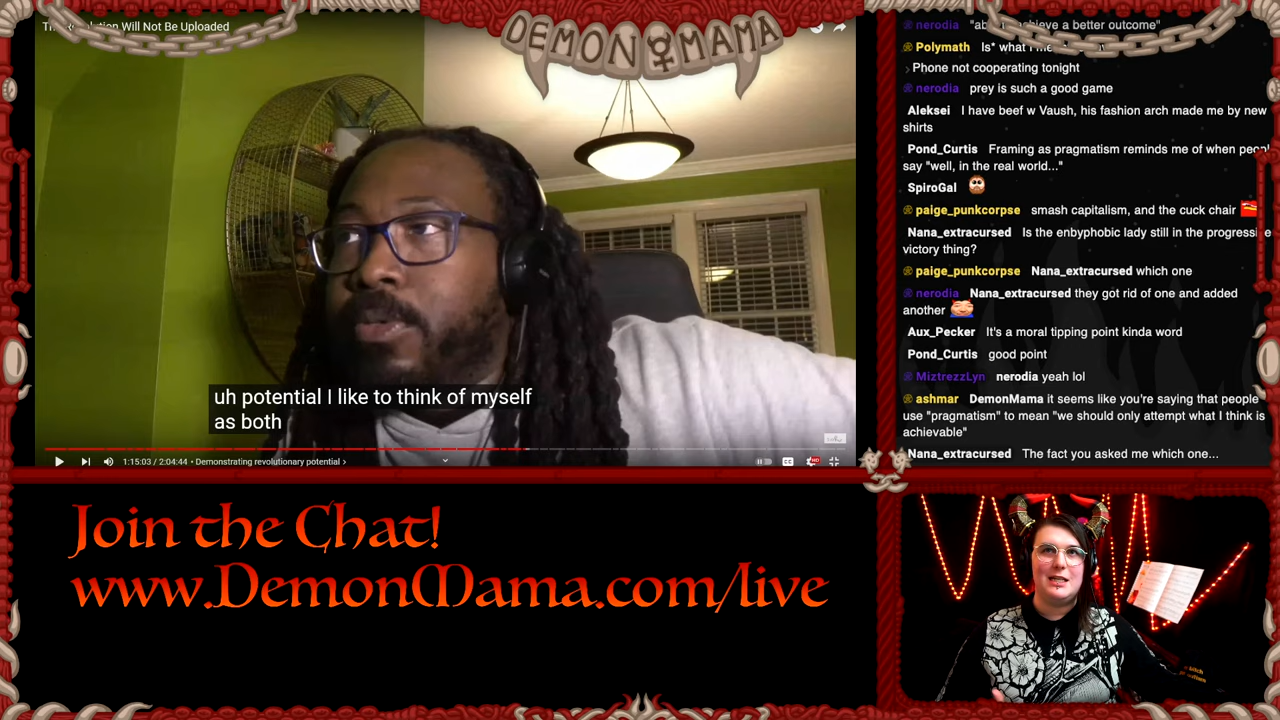 Will Not Be Uploaded
DEMON MAMA
uh potential I like to think of myself
as both
1:15:03 / 2:04:44 • Demonstrating revolutionary potential ›
CC
HD
nerodia a better outcome"
Polymath Is* what I
› Phone not cooperating tonight
nerodia prey is such a good game
Aleksei I have beef w Vaush, his fashion arch made me by new
shirts
Pond_Curtis Framing as pragmatism reminds me of when
say "well, in the real world..."
SpiroGal
paige_punkcorpse smash capitalism, and the cuck chair
Nana_extracursed Is the enbyphobic lady still in the progressive
victory thing?
paige_punkcorpse Nana_extracursed which one
nerodia Nana_extracursed they got rid of one and added
another
Aux_Pecker It's a moral tipping point kinda word
Pond_Curtis good point
MiztrezzLyn nerodia yeah lol
ashmar DemonMama it seems like you're saying that people
use "pragmatism" to mean "we should only attempt what I think is
achievable"
Nana_extracursed The fact you asked me which one...
Join the Chat!
www.DemonMama.com/live